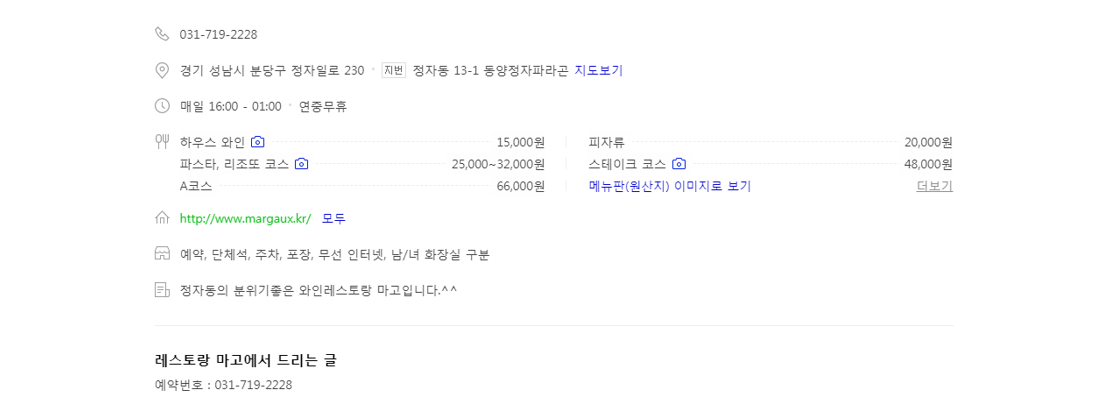 031-719-2228
경기 성남시 분당구 정자일로 230 지번 정자동 13-1 동양정자파라곤 지도보기
매일 16:00 - 01:00 연중무휴
하우스 와인 15,000원 피자류 20,000원
파스타, 리조또 코스 25,000~32,000원 스테이크 코스 48,000원
A코스 66,000원 메뉴판(원산지) 이미지로 보기 더보기
http://www.margaux.kr/ 모두
예약, 단체석, 주차, 포장, 무선 인터넷, 남/녀 화장실 구분
정자동의 분위기좋은 와인레스토랑 마고입니다.^^
레스토랑 마고에서 드리는 글
예약번호 : 031-719-2228